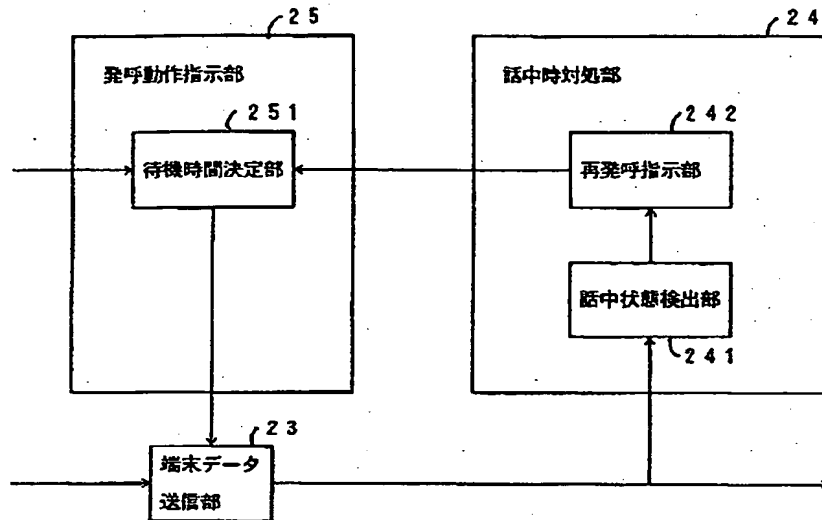 25
発呼動作指示部
251
待機時間決定部
24
話中時対処部
242
再発呼指示部
話中状態検出部
241
23
端末データ
送信部